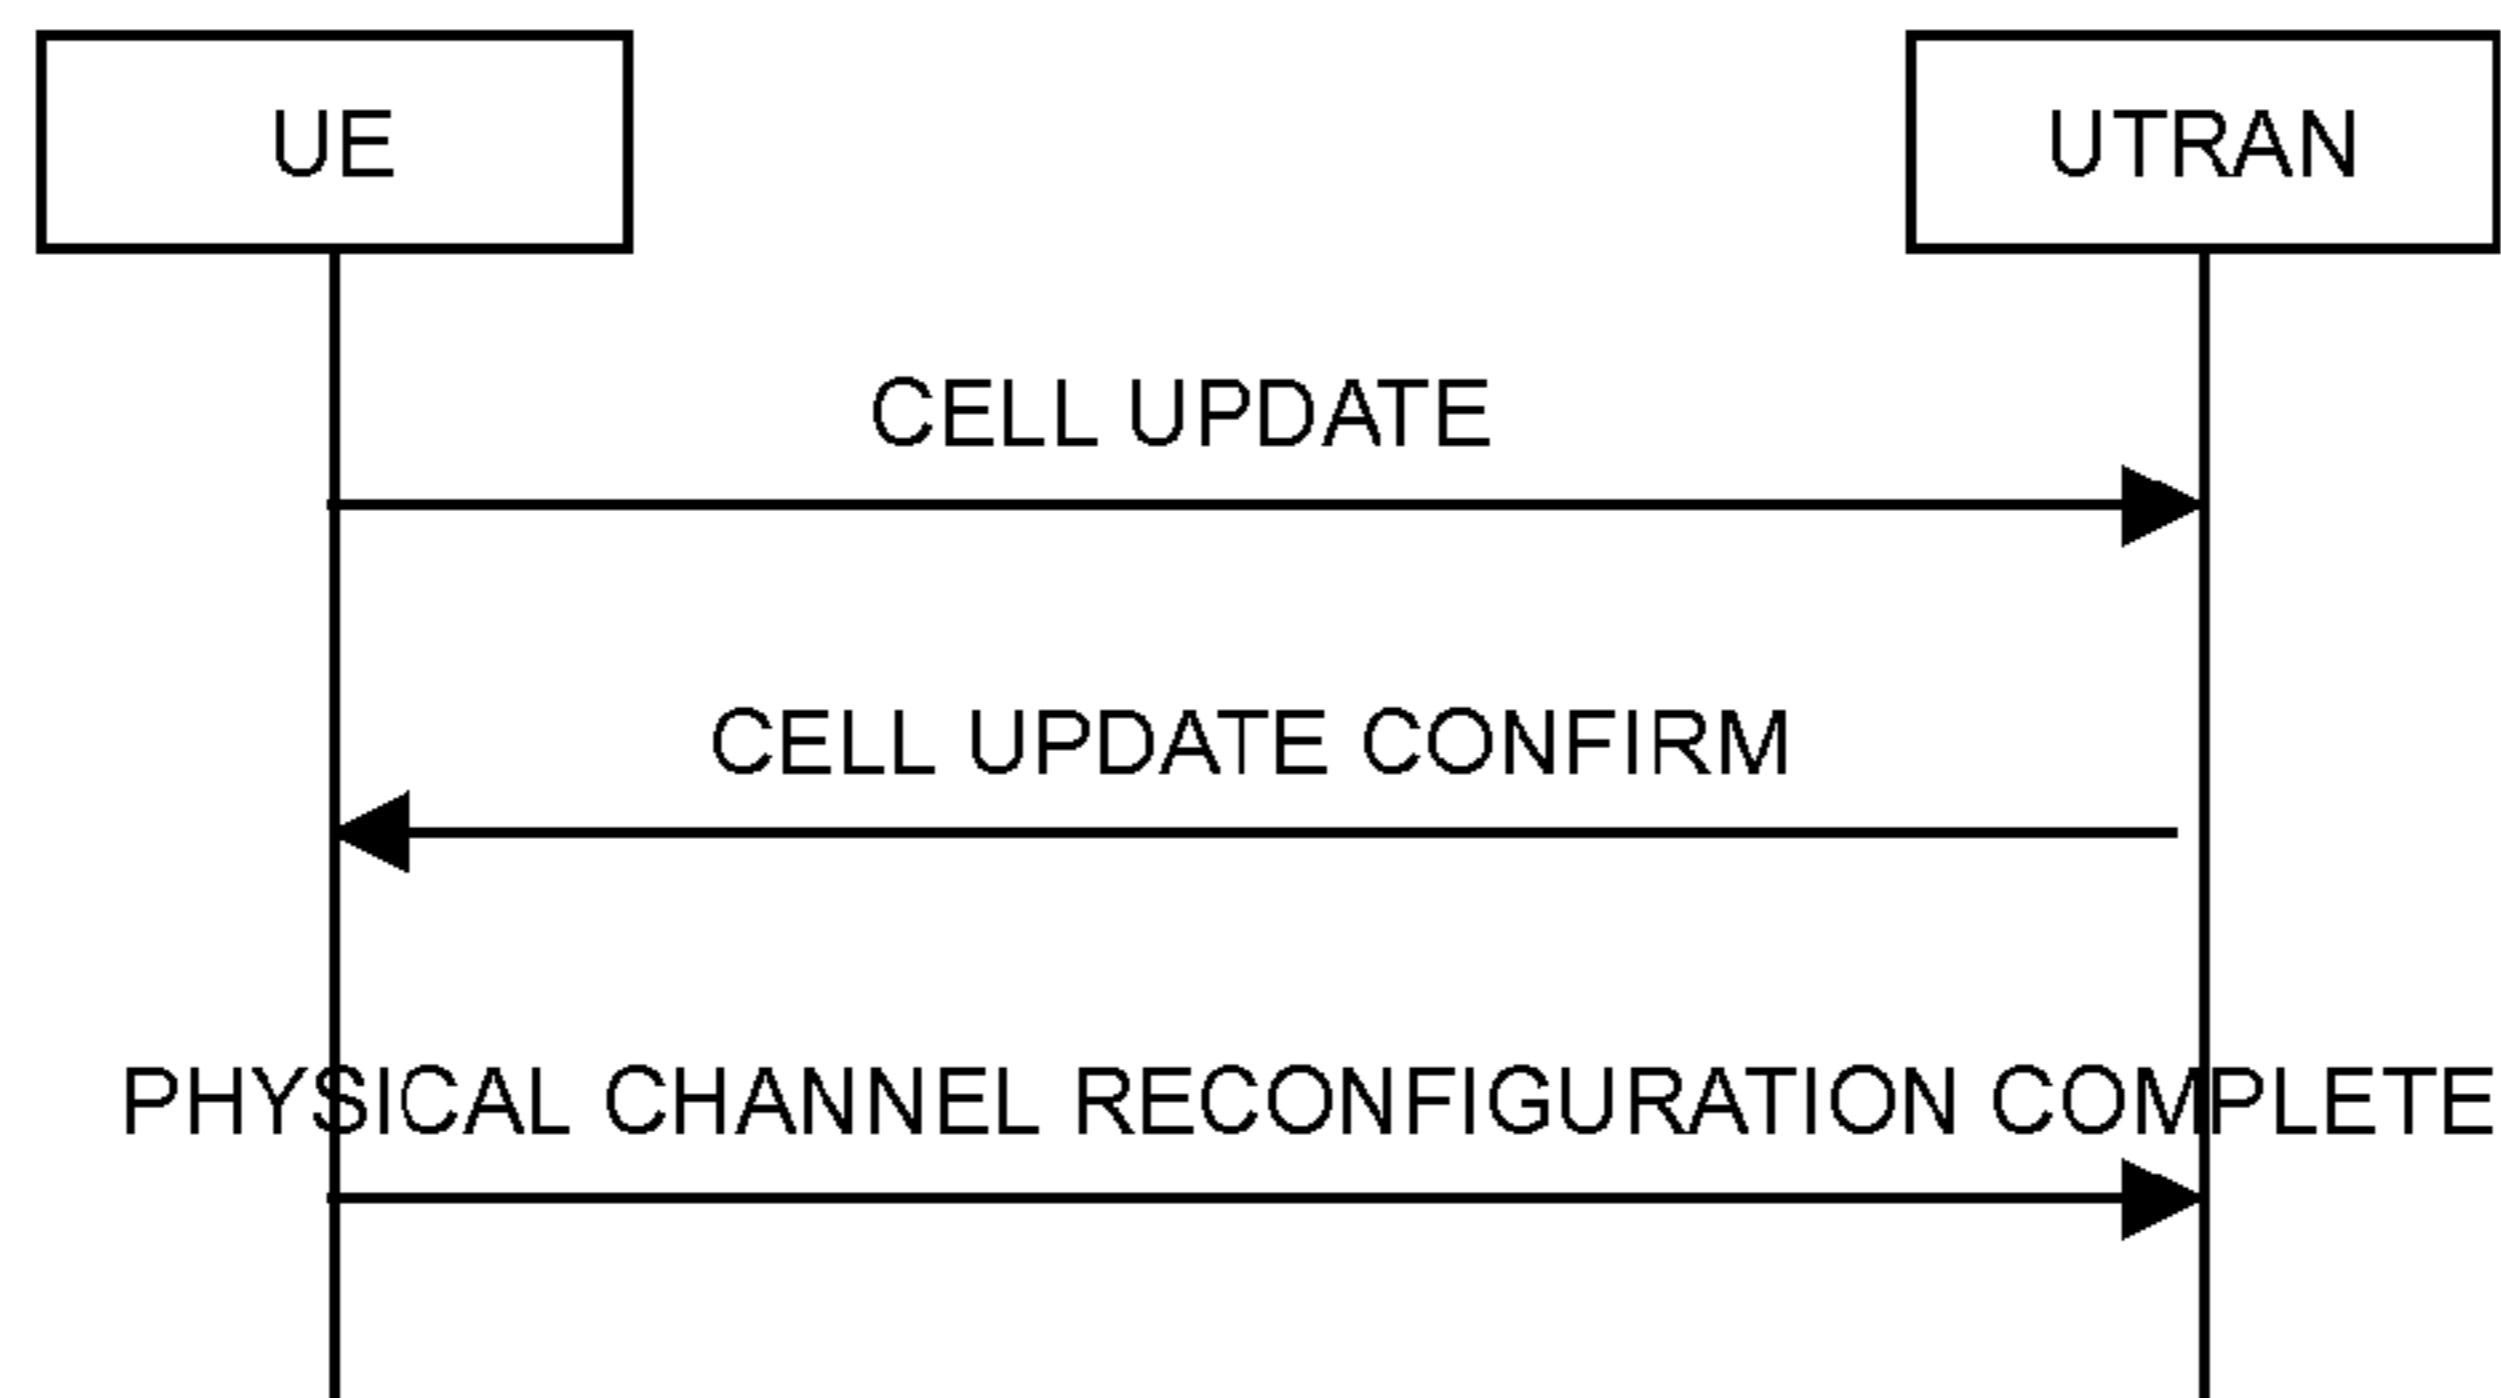 UE
UTRAN
CELL UPDATE
CELL UPDATE CONFIRM
PHYSICAL CHANNEL RECONFIGURATION COMPLETE